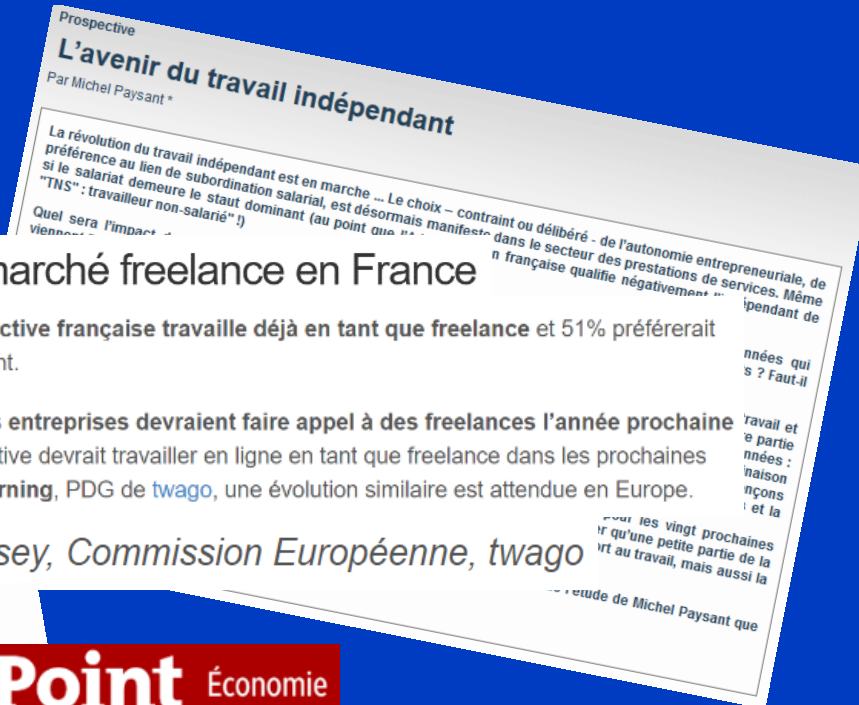 Prospective
L'avenir du travail indépendant
Par Michel Paysant *
La révolution du travail indépendant est en marche ... Le choix – contraint ou délibéré - de l'autonomie entrepreneuriale, de
préférence au lien de subordination salarial, est désormais manifeste dans le secteur des prestations de services. Même
si le salariat demeure le staut dominant (au point que n française qualifie négativement pendant de
"TNS" : travailleur non-salarié" !)
Quel sera l'impact
nnées qui
s ? Faut-il
ravail et
e partie
nnées :
naison
nçons
et la
pour les vingt prochaines
r qu'une petite partie de la
ort au travail, mais aussi la
l'étude de Michel Paysant que
marché freelance en France
ctive française travaille déjà en tant que freelance et 51% préférerait
nt.
s entreprises devraient faire appel à des freelances l'année prochaine
tive devrait travailler en ligne en tant que freelance dans les prochaines
rning, PDG de twago, une évolution similaire est attendue en Europe.
sey, Commission Européenne, twago
Point Économie